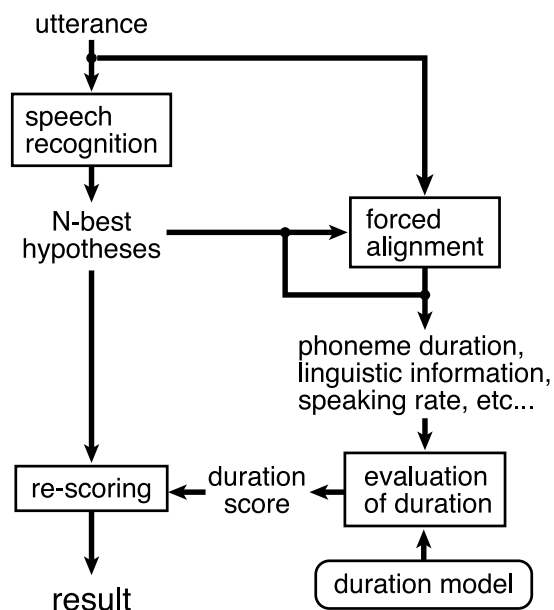 utterance
speech
recognition
N-best
hypotheses
forced
alignment
phoneme duration,
linguistic information,
speaking rate, etc...
re-scoring
duration
score
evaluation
of duration
result
duration model